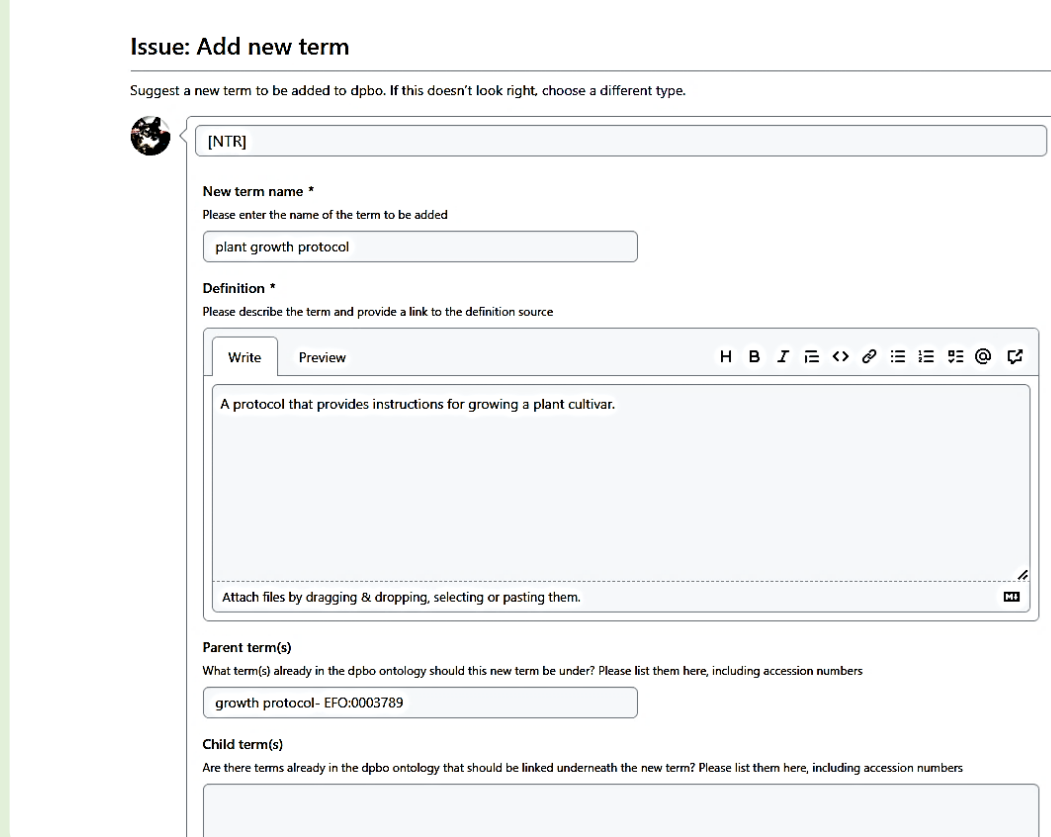 Issue: Add new term
Suggest a new term to be added to dpbo. If this doesn't look right, choose a different type.
[NTR]
New term name *
Please enter the name of the term to be added
plant growth protocol
Definition *
Please describe the term and provide a link to the definition source
Write Preview
A protocol that provides instructions for growing a plant cultivar.
Attach files by dragging & dropping, selecting or pasting them.
Parent term(s)
What term(s) already in the dpbo ontology should this new term be under? Please list them here, including accession numbers
growth protocol- EFO:0003789
Child term(s)
Are there terms already in the dpbo ontology that should be linked underneath the new term? Please list them here, including accession numbers